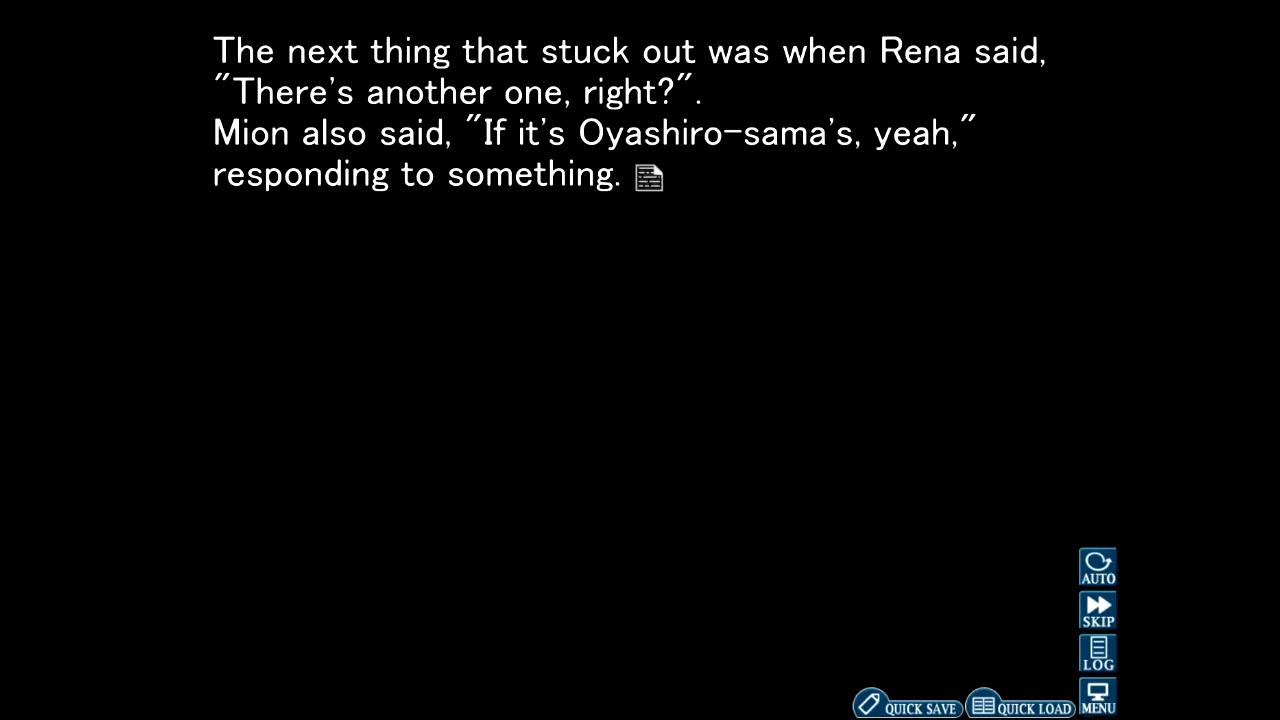 The next thing that stuck out was when Rena said,
"There's another one, right?".
Mion also said, "If it's Oyashiro-sama's, yeah,"
responding to something.
AUTO
SKIP
LOG
MENU
QUICK SAVE
QUICK LOAD